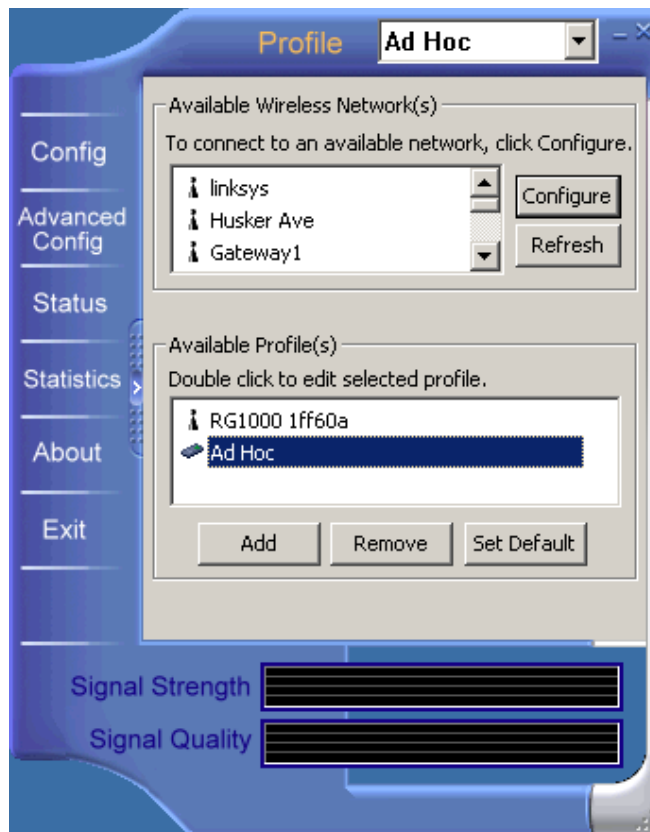 Profile Ad Hoc
Config
Advanced
Config
Status
Statistics
About
Exit
Available Wireless Network(s)
To connect to an available network, click Configure.
linksys
Husker Ave
Gateway1
Configure
Refresh
Available Profile(s)
Double click to edit selected profile.
RG1000 1ff60a
Ad Hoc
Add Remove Set Default
Signal Strength
Signal Quality